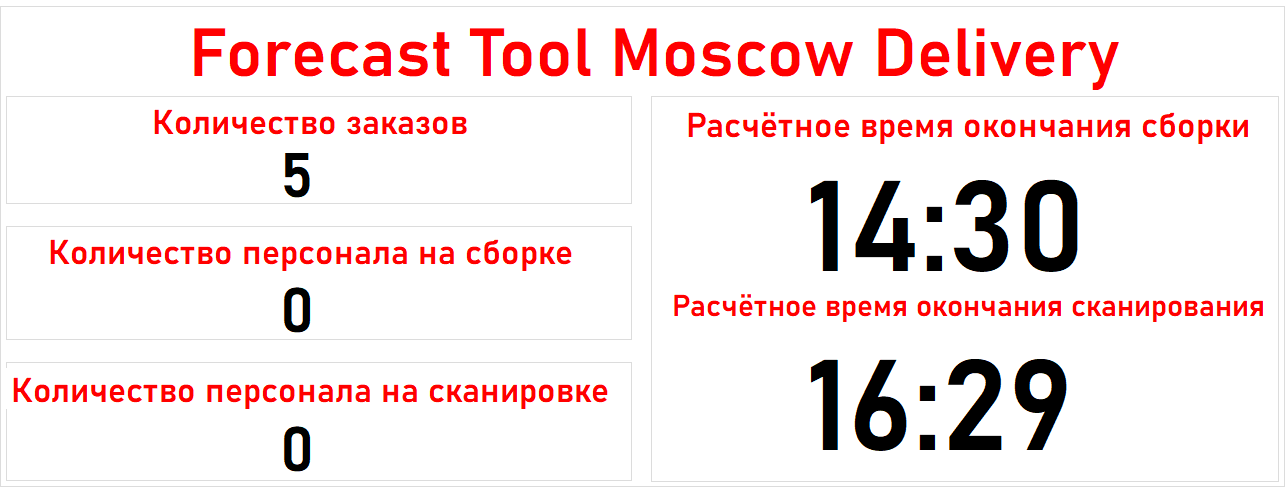 Forecast Tool Moscow Delivery
Количество заказов
5
Количество персонала на сборке
0
Количество персонала на сканировке
0
Расчётное время окончания сборки
14:30
Расчётное время окончания сканирования
16:29